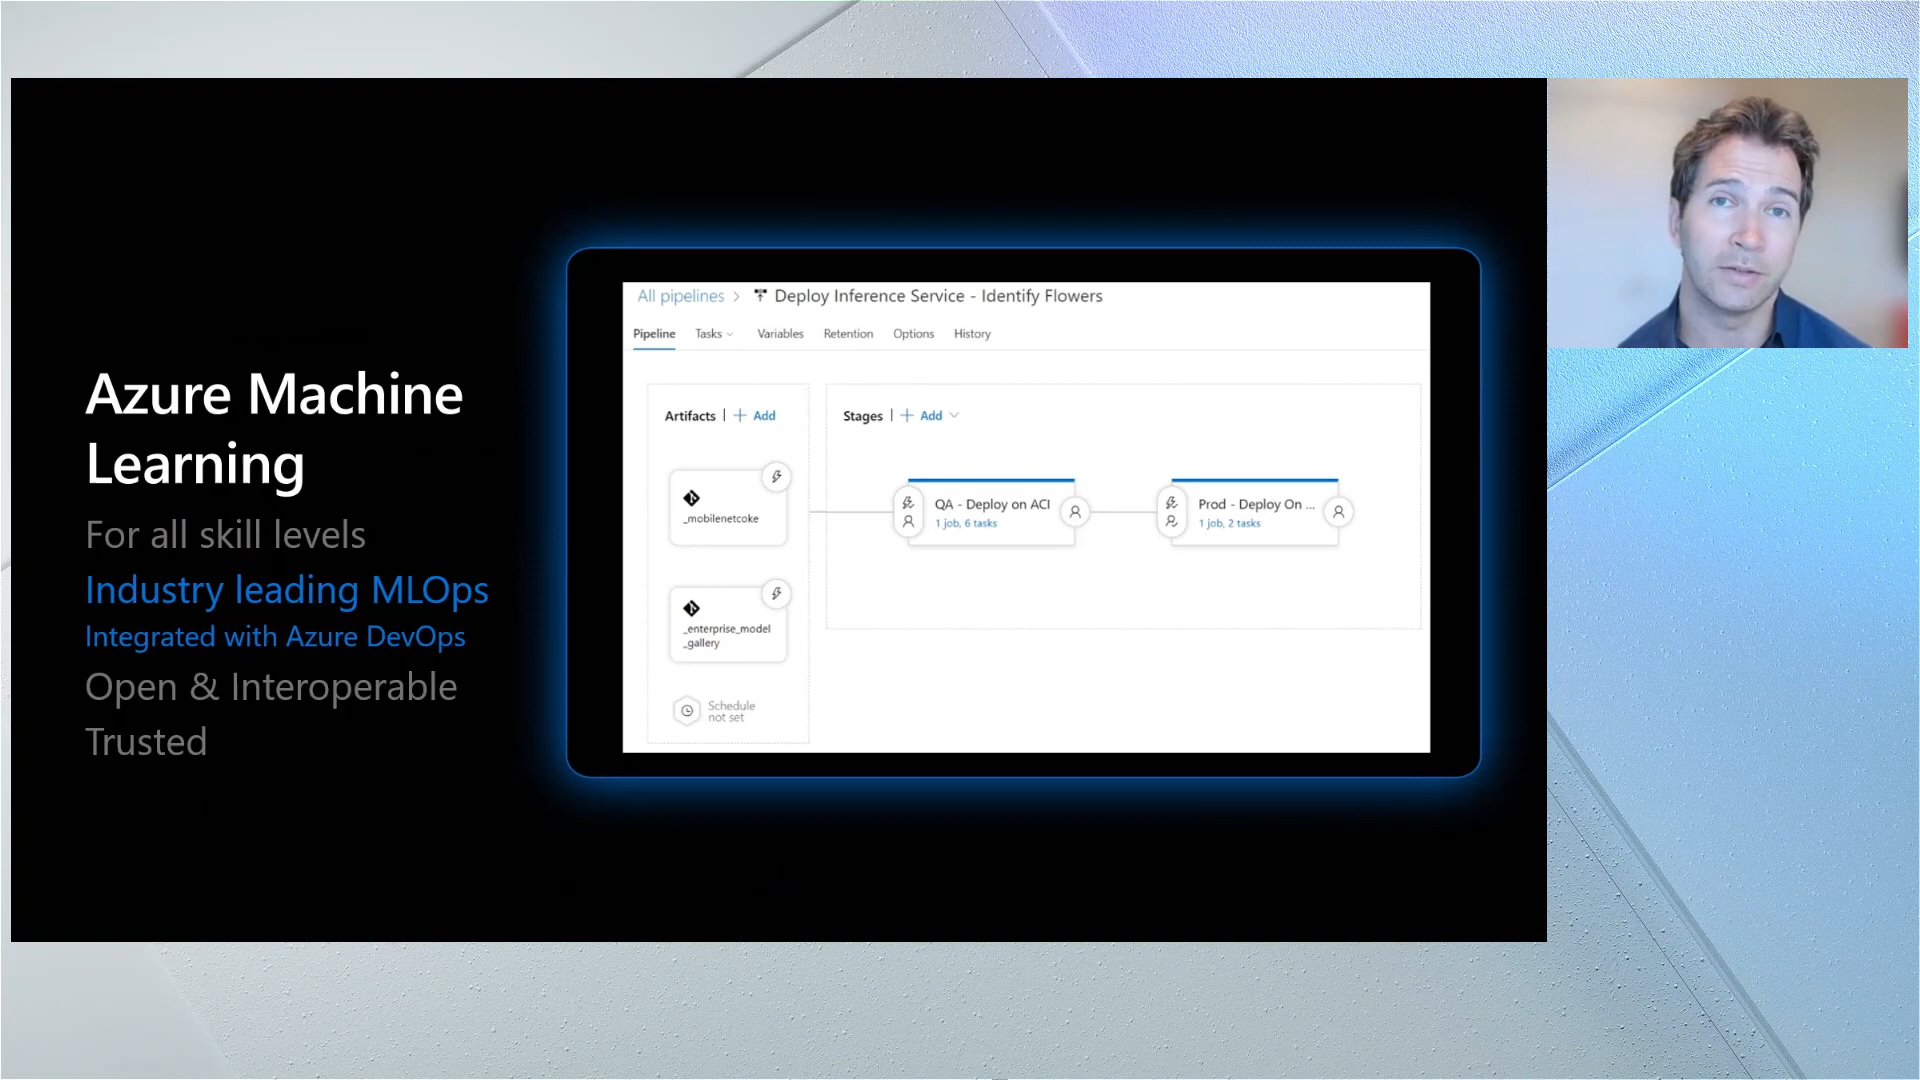 Azure Machine
Learning
For all skill levels
Industry leading MLOps
Integrated with Azure DevOps
Open & Interoperable
Trusted
All pipelines > Deploy Inference Service - Identify Flowers
Pipeline Tasks Variables Retention Options History
Artifacts | + Add
Stages | + Add
_mobilenetcoke
_enterprise_model
_gallery
Schedule
not set
QA - Deploy on ACI
1 job, 6 tasks
Prod - Deploy On ...
1 job, 2 tasks